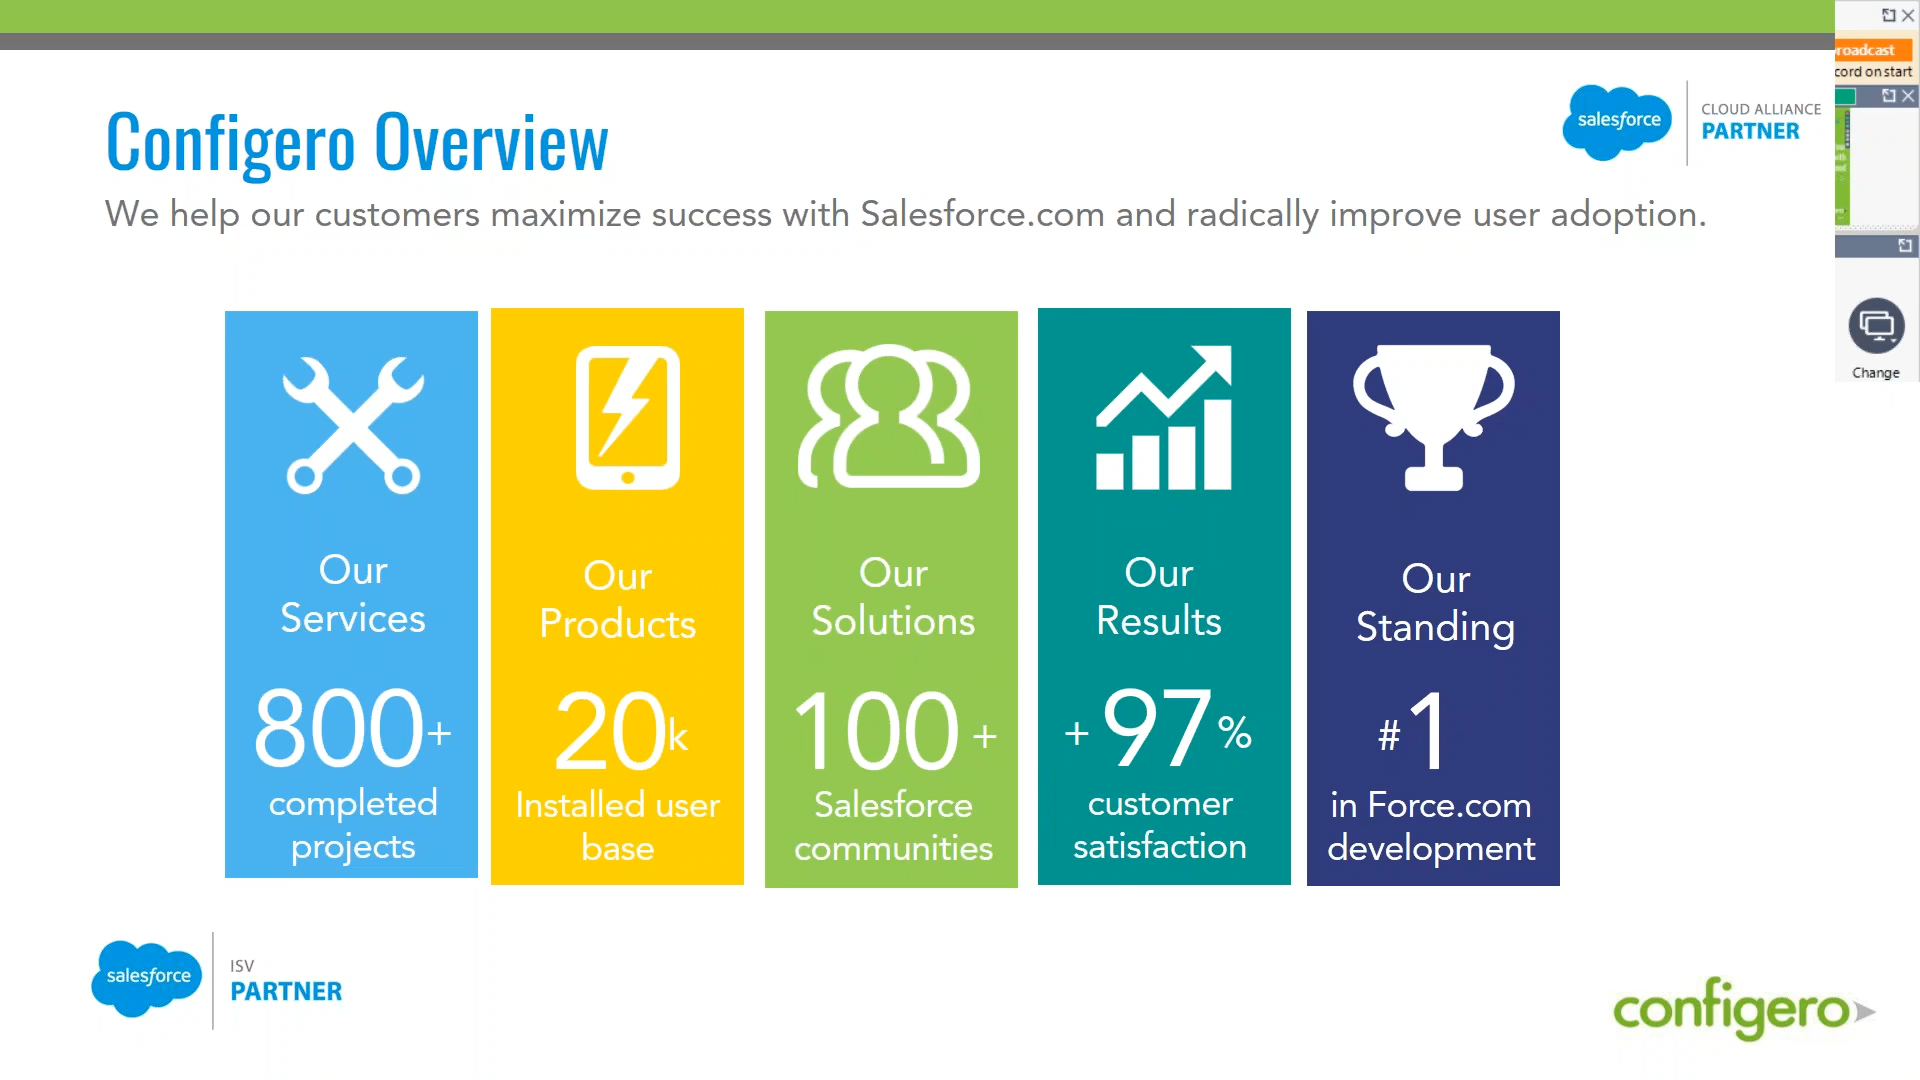 Configero Overview
We help our customers maximize success with Salesforce.com and radically improve user adoption.
salesforce
CLOUD ALLIANCE
PARTNER
roadcast
cord on start
Change
Our
Services
800+
completed
projects
Our
Products
20k
Installed user
base
Our
Solutions
100 +
Salesforce
communities
Our
Results
+ 97 %
customer
satisfaction
Our
Standing
#1
in Force.com
development
salesforce
ISV
PARTNER
configero